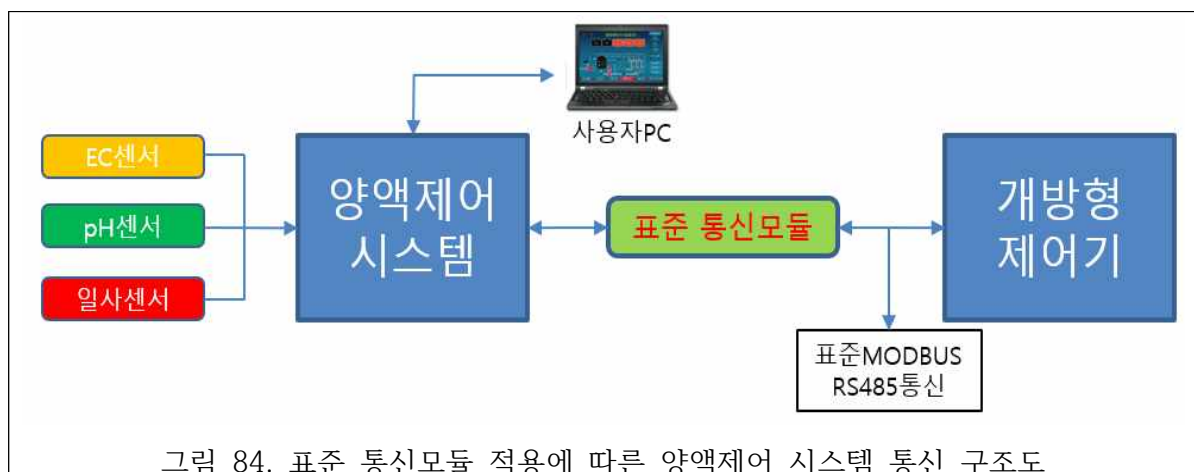 사용자PC
EC센서
pH센서
일사센서
양액제어
시스템
표준 통신모듈
개방형
제어기
표준MODBUS
RS485통신
그림 84. 표준 통신모듈 적용에 따른 양액제어 시스템 통신 구조도